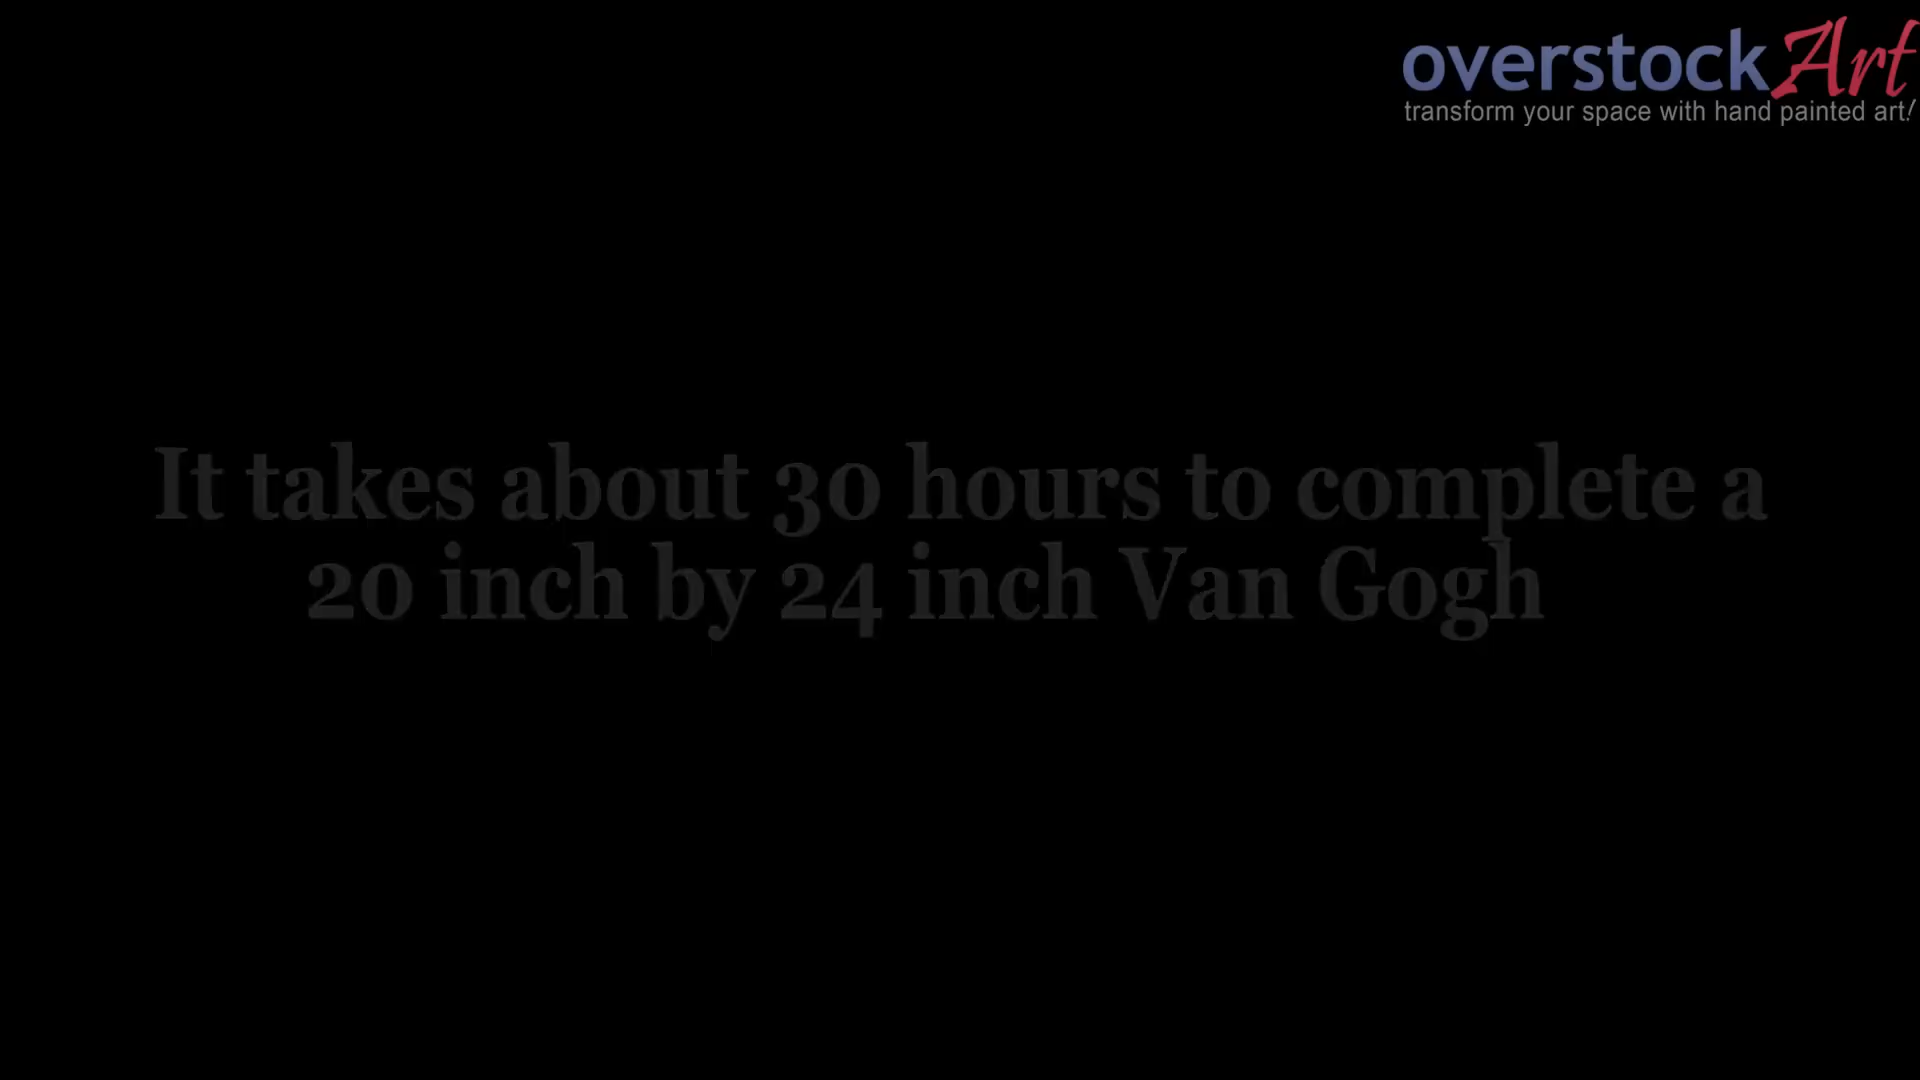 overstockArt
transform your space with hand painted art!
It takes about 30 hours to complete a
20 inch by 24 inch Van Gogh